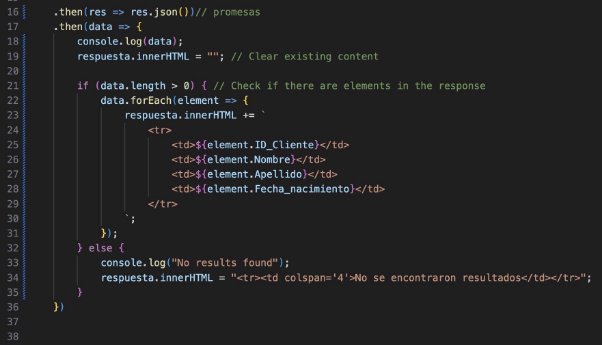 16 .then(res => res.json())// promesas
17 .then(data => {
18 console.log(data);
19 respuesta.innerHTML = ""; // Clear existing content
20
21 if (data.length > 0) { // Check if there are elements in the response
22 data.forEach(element => {
23 respuesta.innerHTML += `
24 <tr>
25 <td>${element.ID_Cliente}</td>
26 <td>${element.Nombre}</td>
27 <td>${element.Apellido}</td>
28 <td>${element.Fecha_nacimiento}</td>
29 </tr>
30 `;
31 });
32 } else {
33 console.log("No results found");
34 respuesta.innerHTML = "<tr><td colspan='4'>No se encontraron resultados</td></tr>";
35 }
36 })
37
38